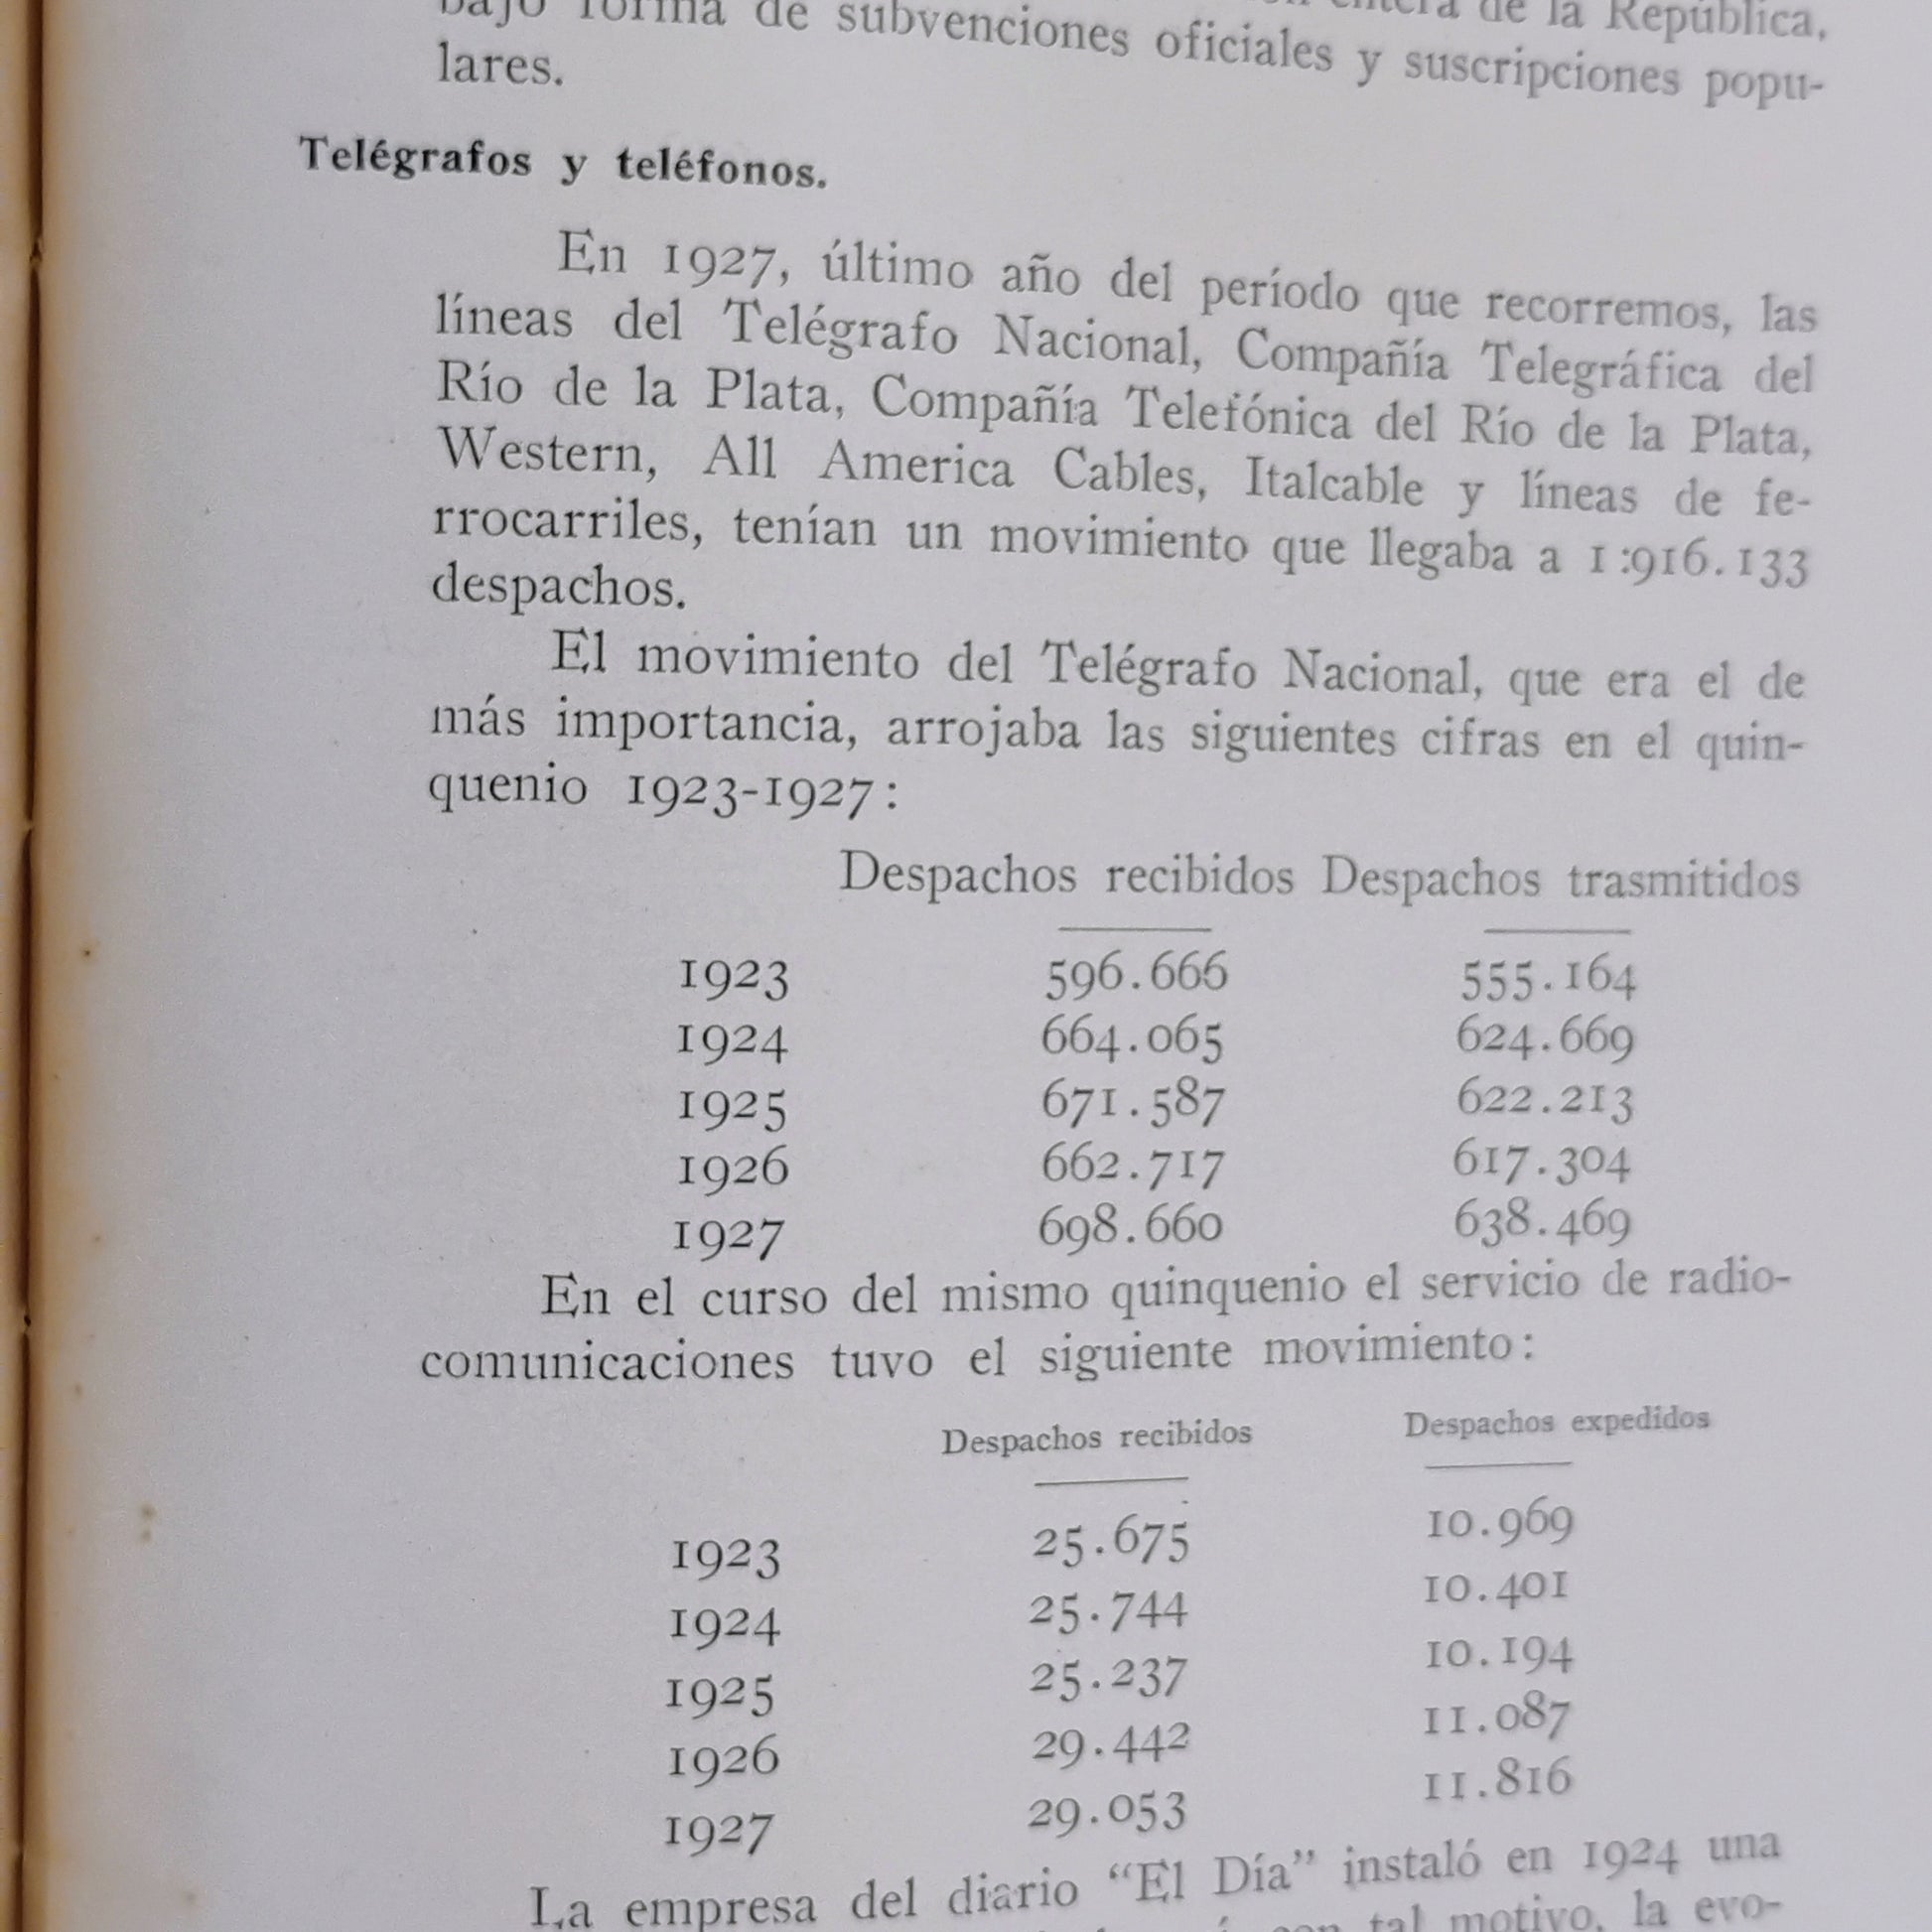 bajo forma de subvenciones oficiales y suscripciones popu-
de la República,
lares.
Telégrafos y teléfonos.
En 1927, último año del período que recorremos, las
líneas del Telégrafo Nacional, Compañía Telegráfica del
Río de la Plata, Compañía Telefónica del Río de la Plata,
Western, All America Cables, Italcable y líneas de fe-
rrocarriles, tenían un movimiento que llegaba a 1:916.133
despachos.
El movimiento del Telégrafo Nacional, que era el de
más importancia, arrojaba las siguientes cifras en el quin-
quenio 1923-1927:
Despachos recibidos Despachos trasmitidos
1923 596.666 555.164
1924 664.065 624.669
1925 671.587 622.213
1926 662.717 617.304
1927 698.660 638.469
En el curso del mismo quinquenio el servicio de radio-
comunicaciones tuvo el siguiente movimiento:
Despachos recibidos Despachos expedidos
1923 25.675 10.969
1924 25.744 10.401
1925 25.237 10.194
1926 29.442 11.087
1927 29.053 11.816
La empresa del diario "El Día" instaló en 1924 una
con tal motivo, la evo-